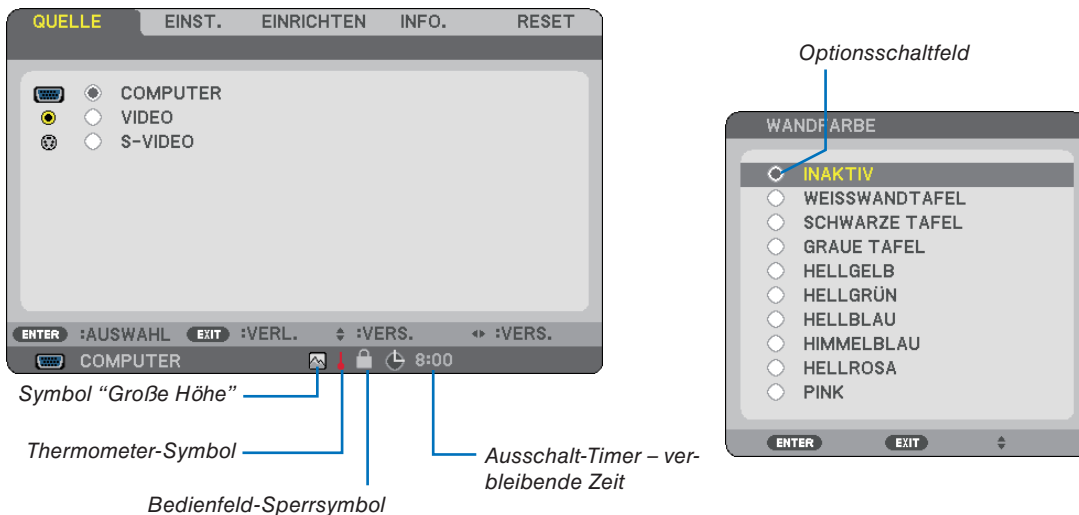 QUELLE EINST. EINRICHTEN INFO. RESET
COMPUTER
VIDEO
S-VIDEO
ENTER :AUSWAHL EXIT :VERL. :VERS. :VERS.
COMPUTER 8:00
Symbol “Große Höhe”
Thermometer-Symbol
Bedienfeld-Sperrsymbol
Ausschalt-Timer – ver-
bleibende Zeit
Optionsschaltfeld
WANDFARBE
INAKTIV
WEISSWANDTAFEL
SCHWARZE TAFEL
GRAUE TAFEL
HELLGELB
HELLGRÜN
HELLBLAU
HIMMELBLAU
HELLROSA
PINK
ENTER EXIT